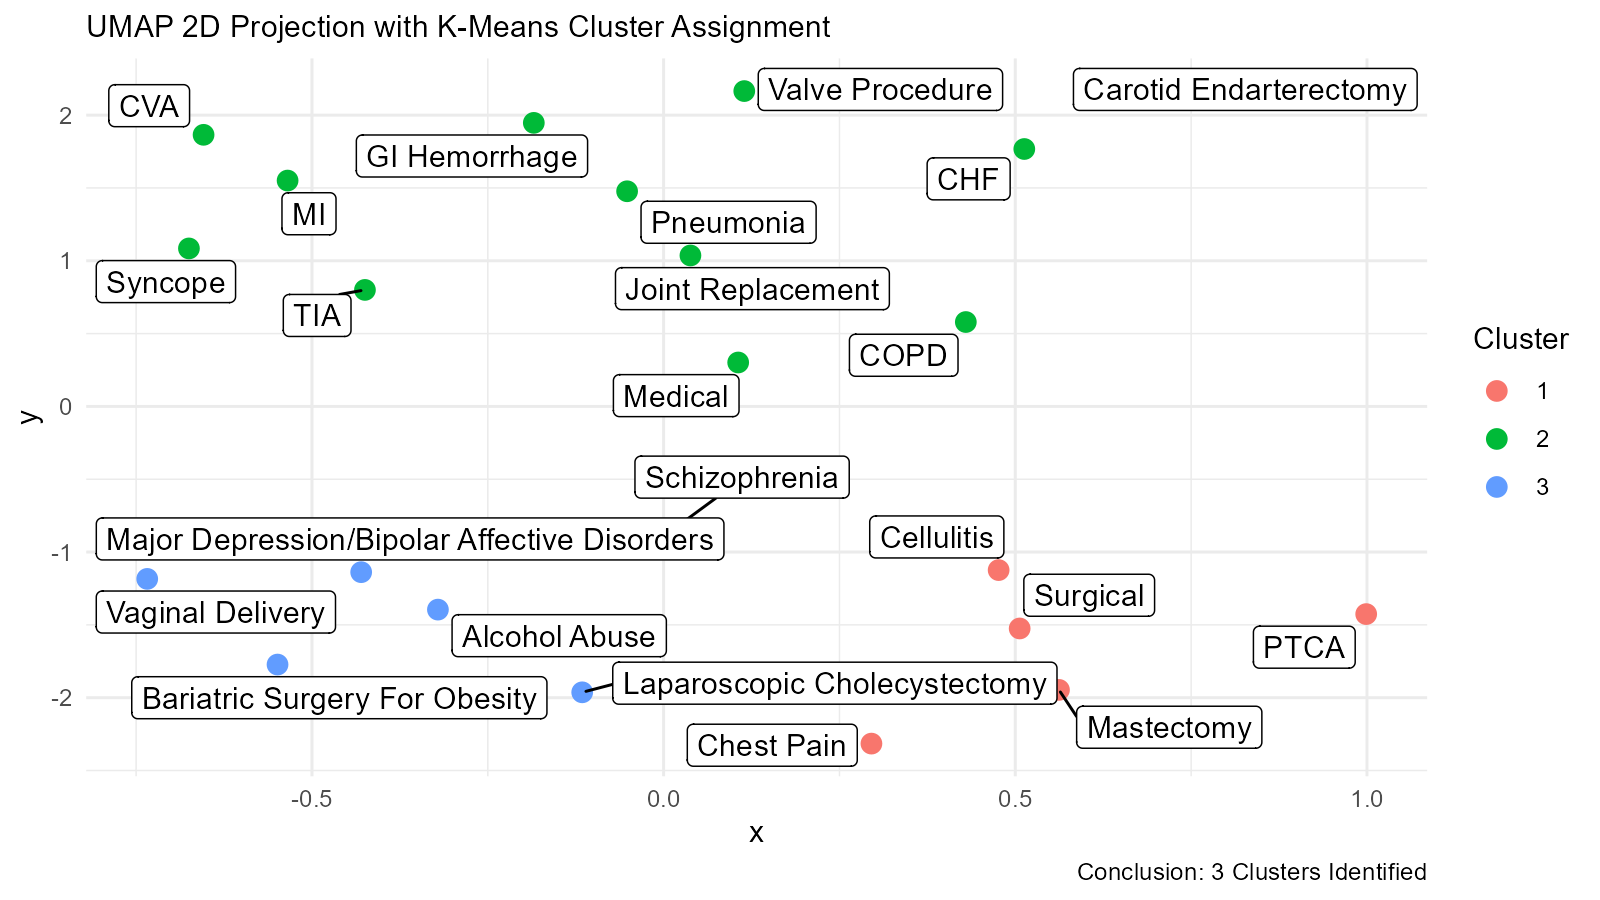 UMAP 2D Projection with K-Means Cluster Assignment
CVA
Valve Procedure
Carotid Endarterectomy
GI Hemorrhage
CHF
MI
Pneumonia
Syncope
Joint Replacement
TIA
COPD
Medical
Schizophrenia
Major Depression/Bipolar Affective Disorders
Cellulitis
Vaginal Delivery
Surgical
Alcohol Abuse
PTCA
Bariatric Surgery For Obesity
Laparoscopic Cholecystectomy
Mastectomy
Chest Pain
2
1
0
-1
-2
y
-0.5
0.0
0.5
1.0
x
Cluster
1
2
3
Conclusion: 3 Clusters Identified